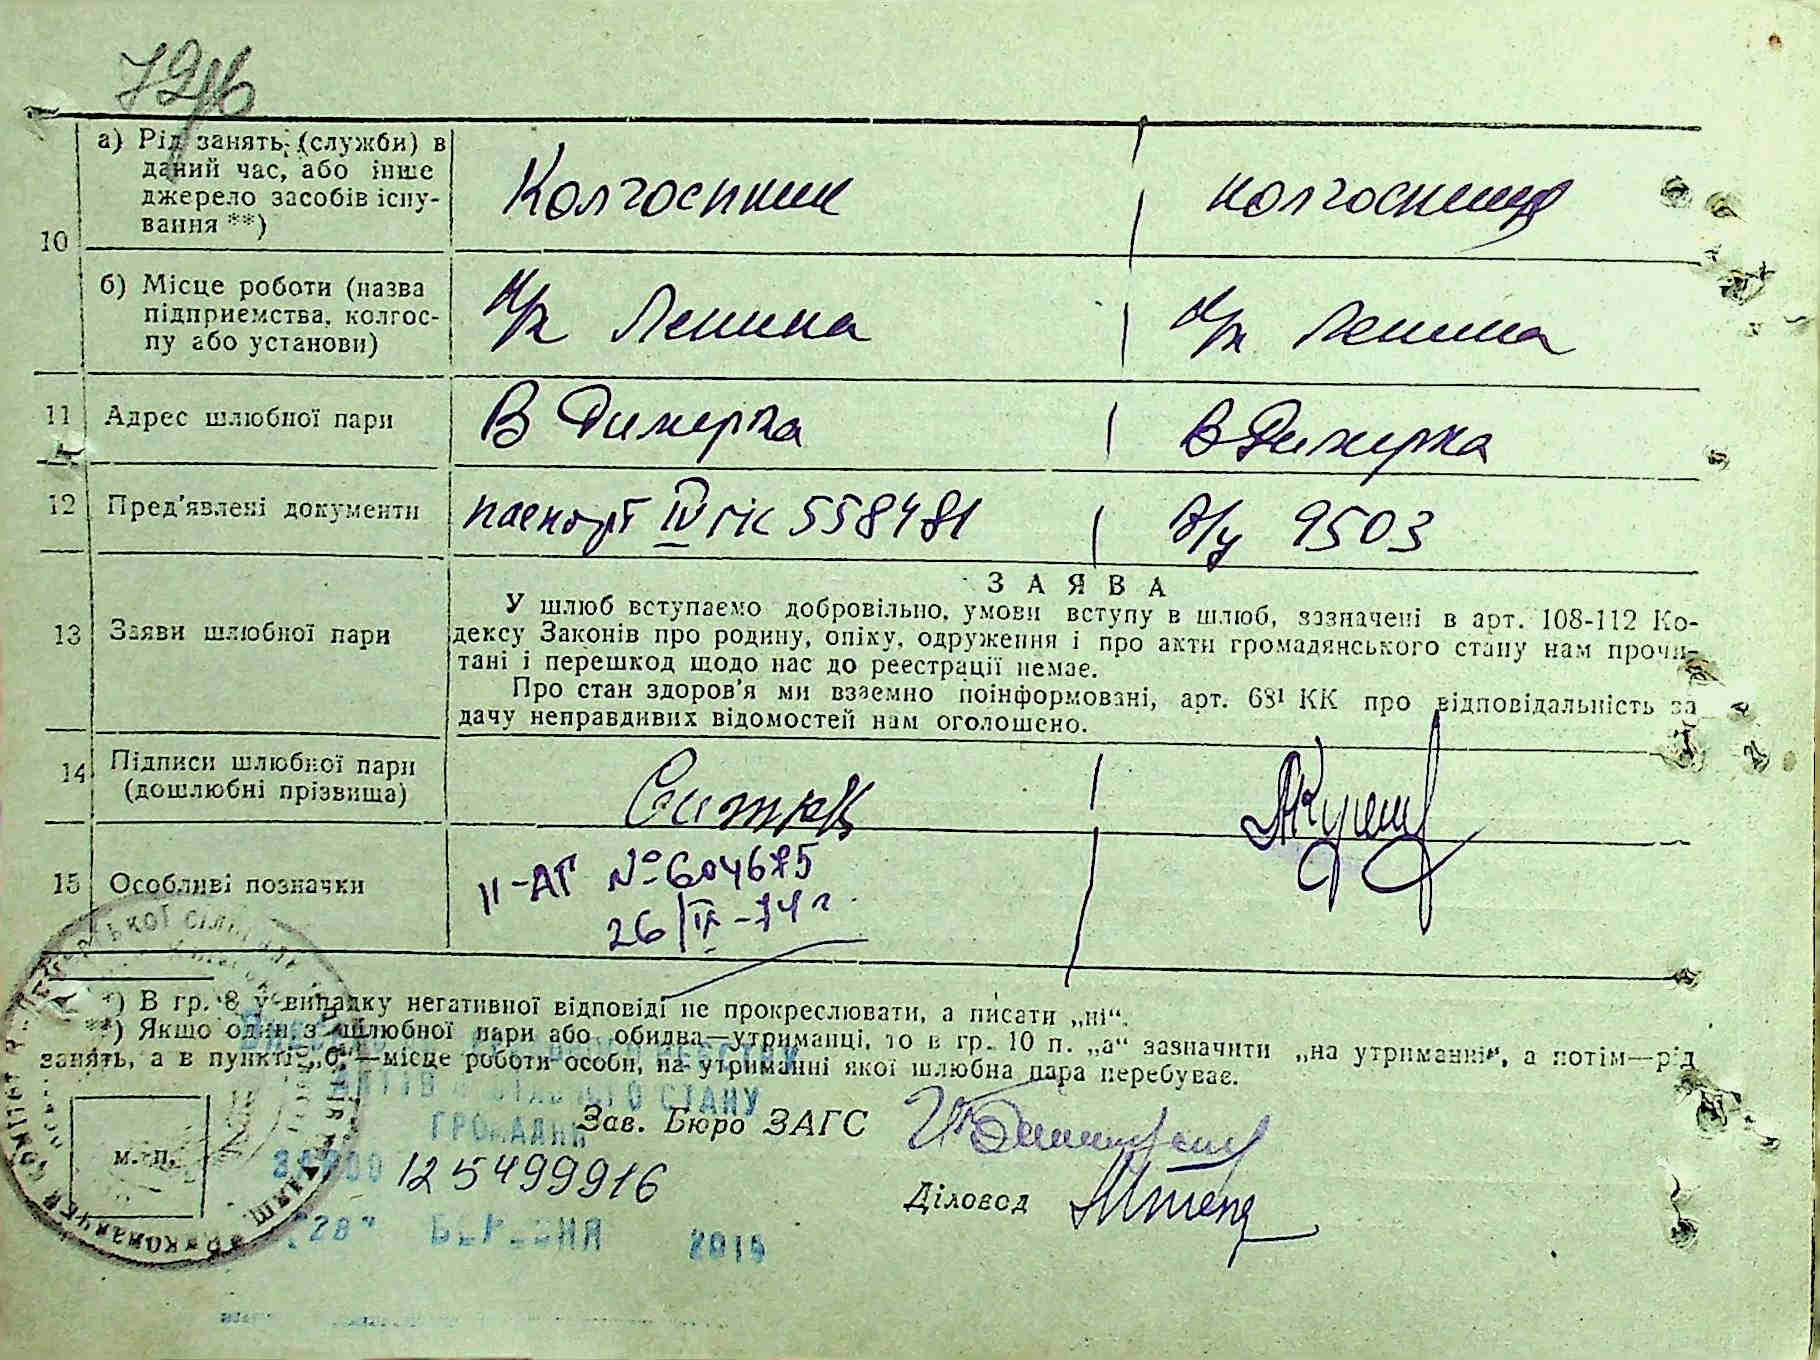 10
а) Рід занять (служби) в
даний час, або інше
джерело засобів існу-
вання **)
Колгоспник
колгоспниця
б) Місце роботи (назва
підприємства, колгос-
пу або установи)
Леніна
Леніна
11 Адрес шлюбної пари
В Димерка
В Димерка
12 Пред'явлені документи
паспорт IV 558481
9503
13 Заяви шлюбної пари
ЗАЯВА
У шлюб вступаємо добровільно, умови вступу в шлюб, зазначені в арт. 108-112 Ко-
дексу Законів про родину, опіку, одруження і про акти громадянського стану нам прочи-
тані і перешкод щодо нас до реєстрації немає.
Про стан здоров'я ми взаємно поінформовані, арт. 68¹ КК про відповідальність за
дачу неправдивих відомостей нам оголошено.
14 Підписи шлюбної пари
(дошлюбні прізвища)
15 Особливі позначки
II-АГ №604675
*) В гр. 8 у випадку негативної відповіді не прокреслювати, а писати „ні“.
**) Якщо один з шлюбної пари або обидва—утриманці, то в гр. 10 п. „а“ зазначити „на утриманні“, а потім—рід
занять, а в пункті „б“—місце роботи особи, на утриманні якої шлюбна пара перебуває.
СТАНУ
ГРОМАДЯН
Зав. Бюро ЗАГС
м. п.
125499916
Діловод
"28" БЕРЕЗНЯ